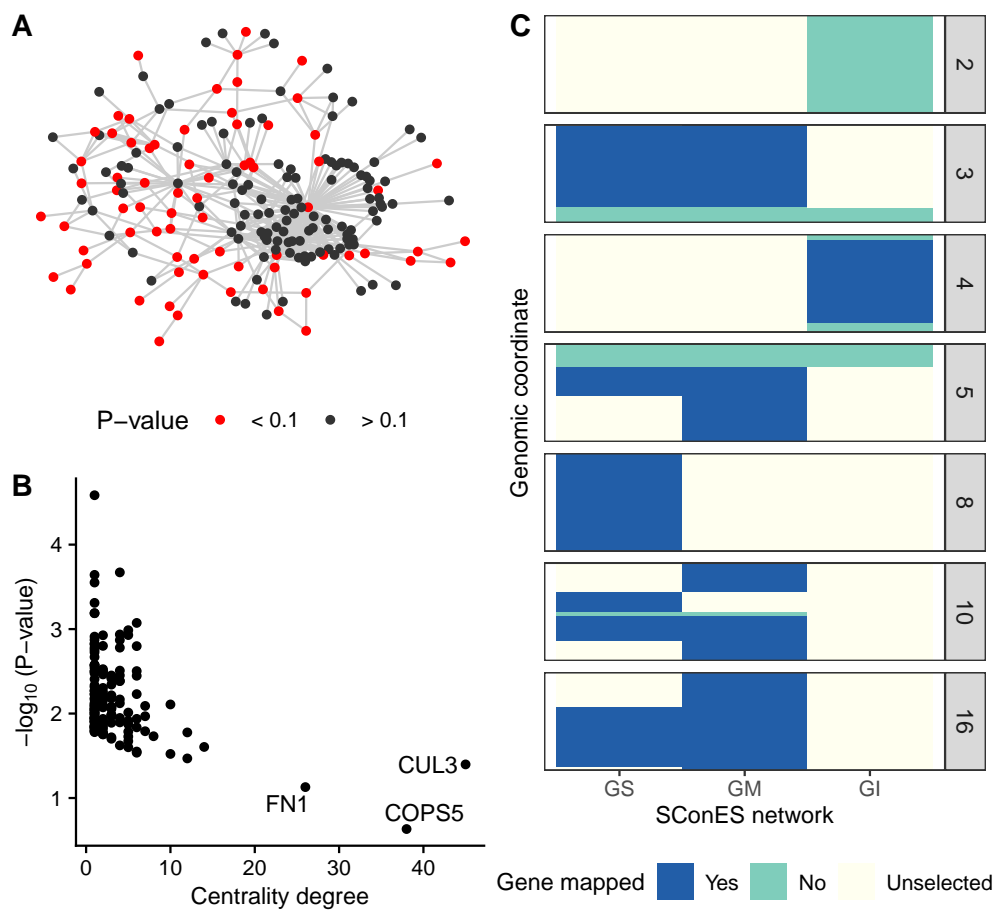 A
P−value
< 0.1
> 0.1
B
4
3
2
1
−log10 (P−value)
CUL3
FN1
COPS5
0
10
20
30
40
Centrality degree
C
Genomic coordinate
2
3
4
5
8
10
16
GS
GM
GI
SConES network
Gene mapped
Yes
No
Unselected